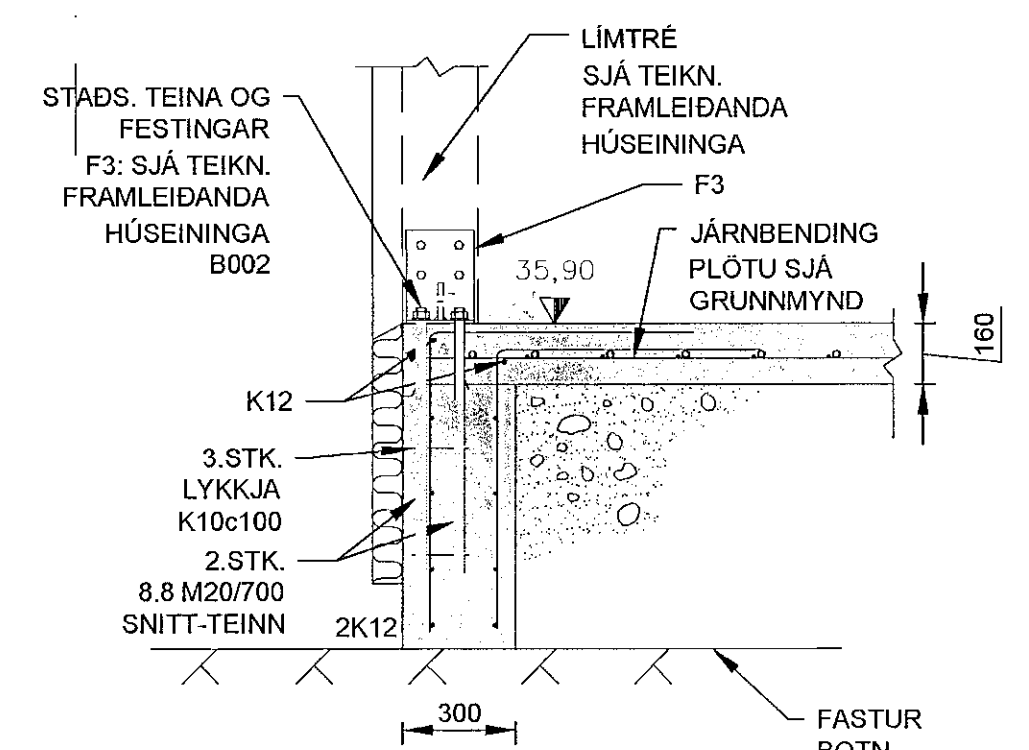 LÍMTRÉ
SJÁ TEIKN.
FRAMLEIÐANDA
HÚSEININGA
STAÐS. TEINA OG
FESTINGAR
F3: SJÁ TEIKN.
FRAMLEIÐANDA
HÚSEININGA
B002
F3
JÁRNBENDING
PLÖTU SJÁ
GRUNNMYND
35,90
160
K12
3.STK.
LYKKJA
K10c100
2.STK.
8.8 M20/700
SNITT-TEINN
2K12
300
FASTUR
BOTN